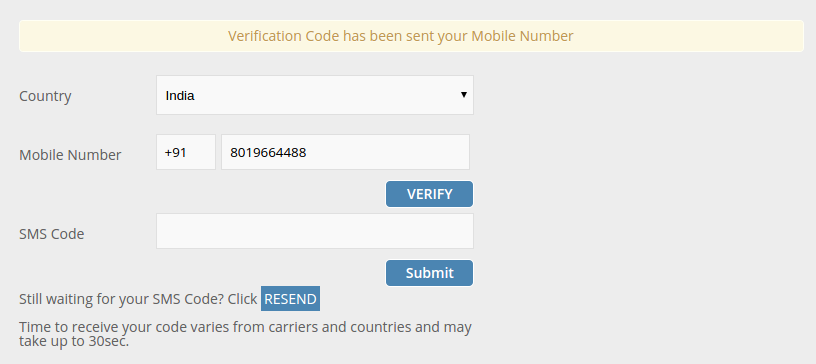 Verification Code has been sent your Mobile Number
Country India
Mobile Number +91 8019664488
VERIFY
SMS Code
Submit
Still waiting for your SMS Code? Click RESEND
Time to receive your code varies from carriers and countries and may
take up to 30sec.